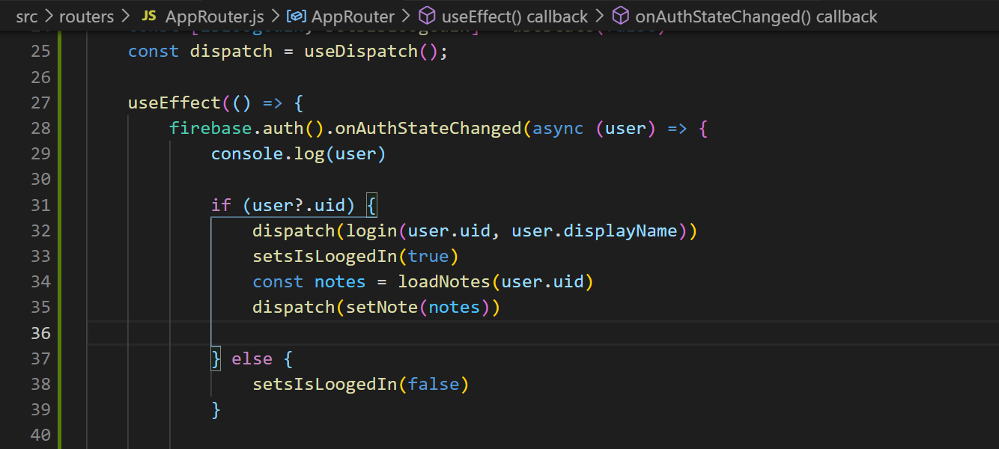 src > routers > JS AppRouter.js > AppRouter > useEffect() callback > onAuthStateChanged() callback
25 const dispatch = useDispatch();
26
27 useEffect(() => {
28 firebase.auth().onAuthStateChanged(async (user) => {
29 console.log(user)
30
31 if (user?.uid) {
32 dispatch(login(user.uid, user.displayName))
33 setsIsLoogedIn(true)
34 const notes = loadNotes(user.uid)
35 dispatch(setNote(notes))
36
37 } else {
38 setsIsLoogedIn(false)
39 }
40